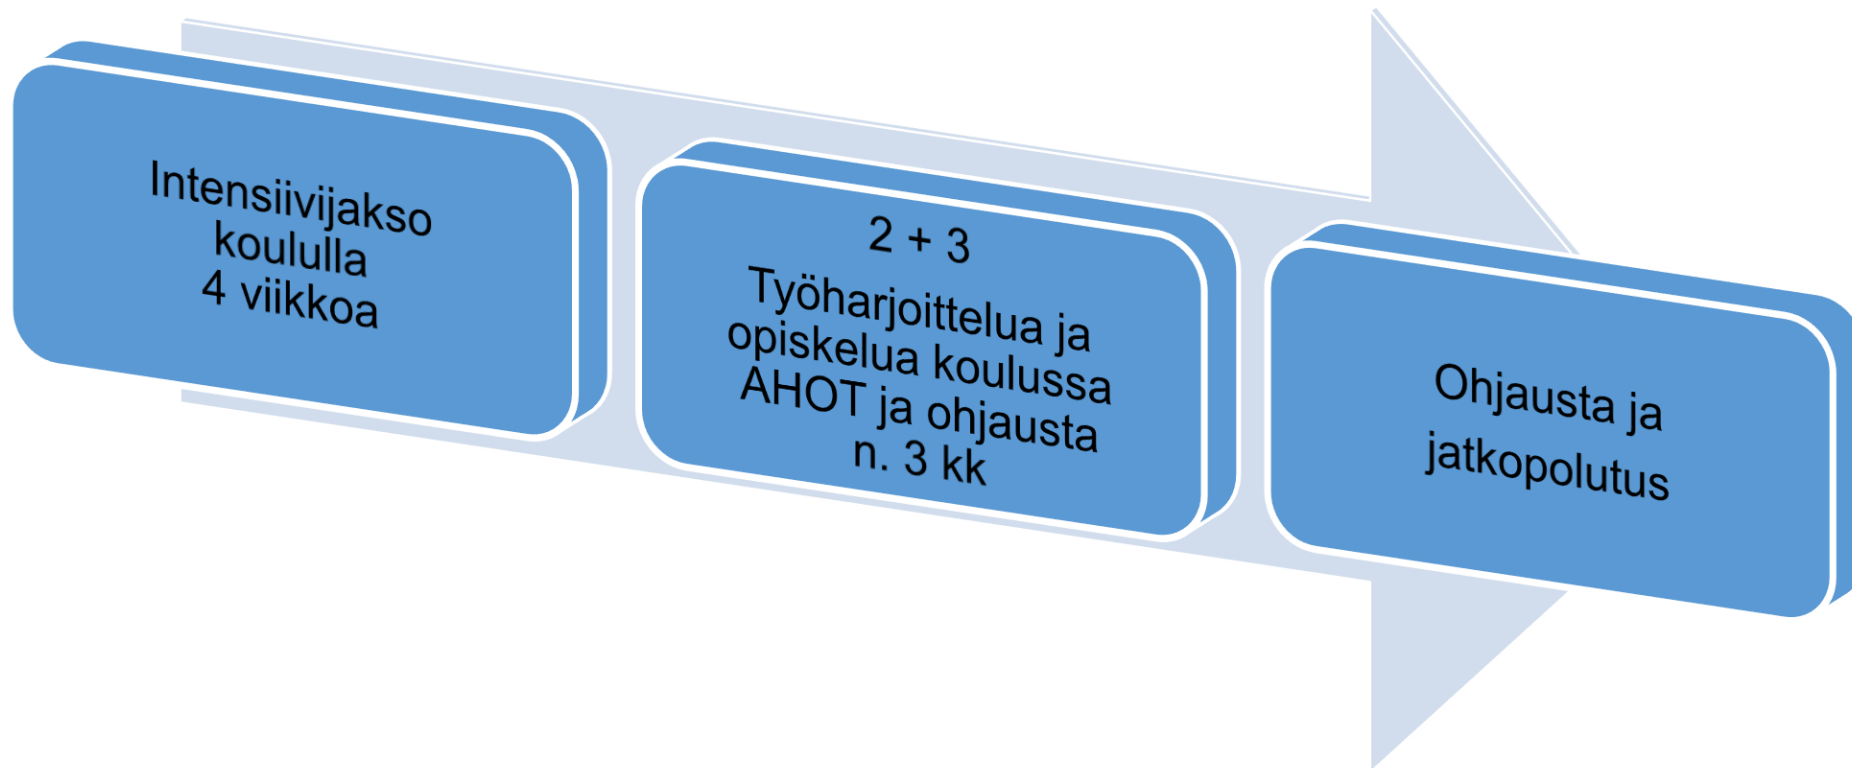 Intensiivijakso
koululla
4 viikkoa
2 + 3
Työharjoittelua ja
opiskelua koulussa
AHOT ja ohjausta
n. 3 kk
Ohjausta ja
jatkopolutus